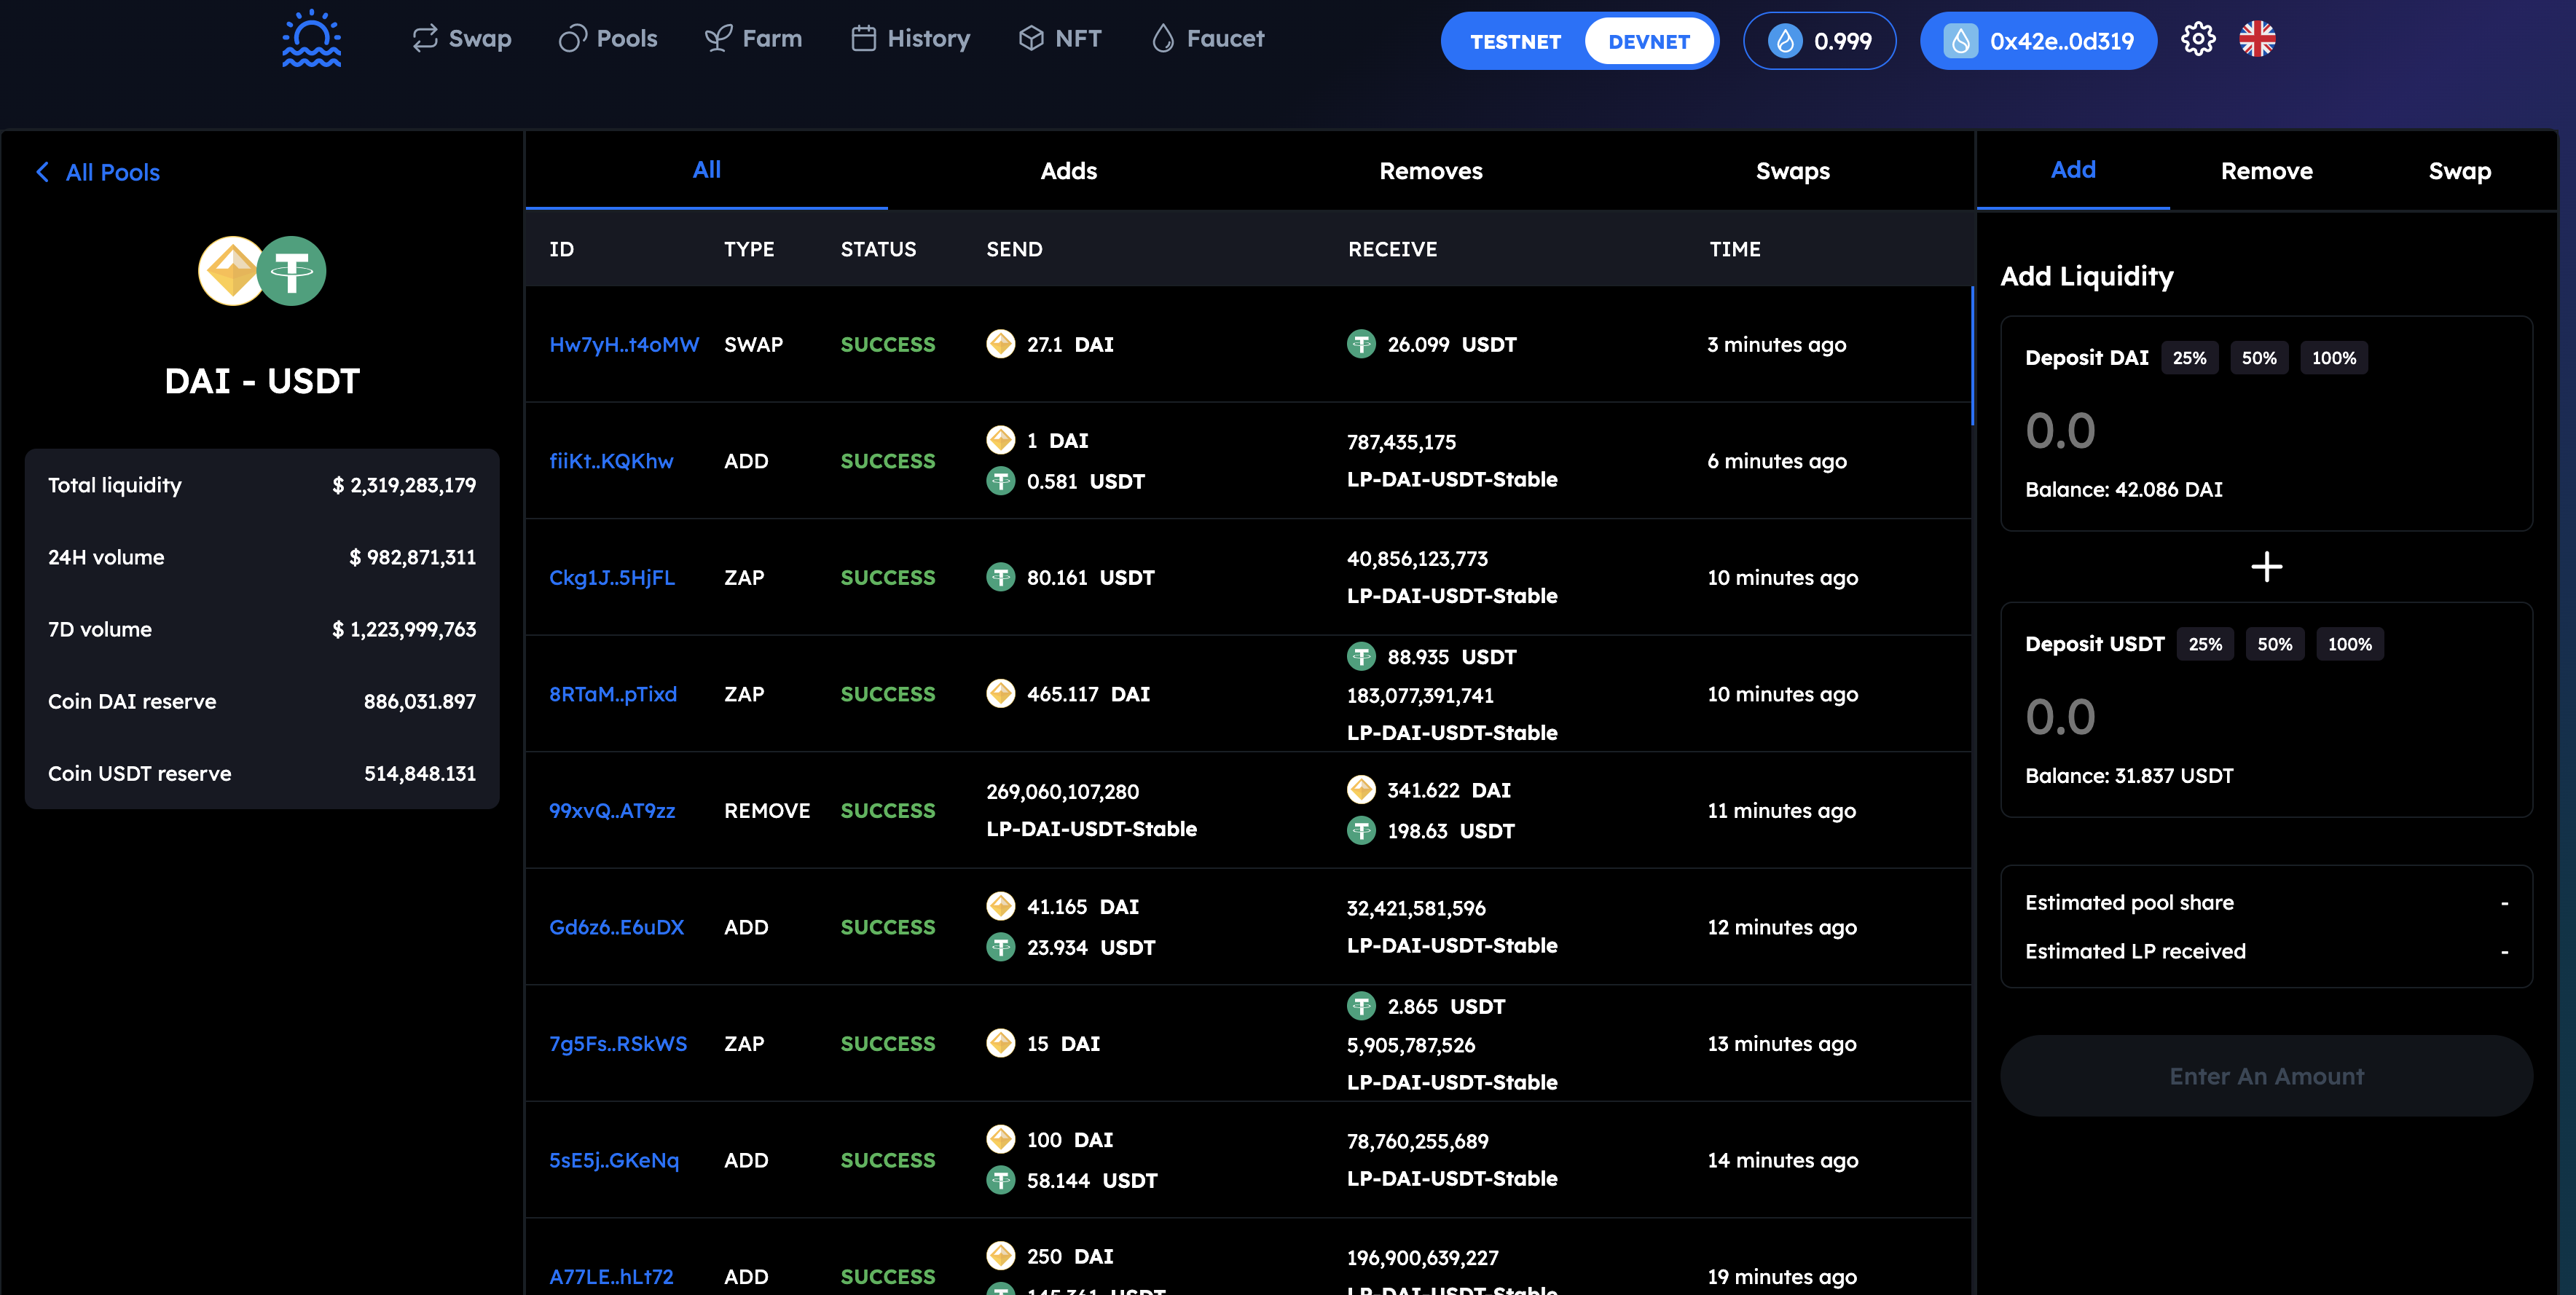 Swap Pools Farm History NFT Faucet TESTNET DEVNET 0.999 0x42e..0d319
All Pools
DAI - USDT
Total liquidity $ 2,319,283,179
24H volume $ 982,871,311
7D volume $ 1,223,999,763
Coin DAI reserve 886,031.897
Coin USDT reserve 514,848.131
All Adds Removes Swaps
ID TYPE STATUS SEND RECEIVE TIME
Hw7yH..t4oMW SWAP SUCCESS 27.1 DAI 26.099 USDT 3 minutes ago
fiiKt..KQKhw ADD SUCCESS 1 DAI 0.581 USDT 787,435,175 LP-DAI-USDT-Stable 6 minutes ago
Ckg1J..5HjFL ZAP SUCCESS 80.161 USDT 40,856,123,773 LP-DAI-USDT-Stable 10 minutes ago
8RTaM..pTixd ZAP SUCCESS 465.117 DAI 88.935 USDT 183,077,391,741 LP-DAI-USDT-Stable 10 minutes ago
99xvQ..AT9zz REMOVE SUCCESS 269,060,107,280 LP-DAI-USDT-Stable 341.622 DAI 198.63 USDT 11 minutes ago
Gd6z6..E6uDX ADD SUCCESS 41.165 DAI 23.934 USDT 32,421,581,596 LP-DAI-USDT-Stable 12 minutes ago
7g5Fs..RSkWS ZAP SUCCESS 15 DAI 2.865 USDT 5,905,787,526 LP-DAI-USDT-Stable 13 minutes ago
5sE5j..GKeNq ADD SUCCESS 100 DAI 58.144 USDT 78,760,255,689 LP-DAI-USDT-Stable 14 minutes ago
A77LE..hLt72 ADD SUCCESS 250 DAI 145.361 USDT 196,900,639,227 LP-DAI-USDT-Stable 19 minutes ago
Add Remove Swap
Add Liquidity
Deposit DAI 25% 50% 100%
0.0
Balance: 42.086 DAI
Deposit USDT 25% 50% 100%
0.0
Balance: 31.837 USDT
Estimated pool share -
Estimated LP received -
Enter An Amount